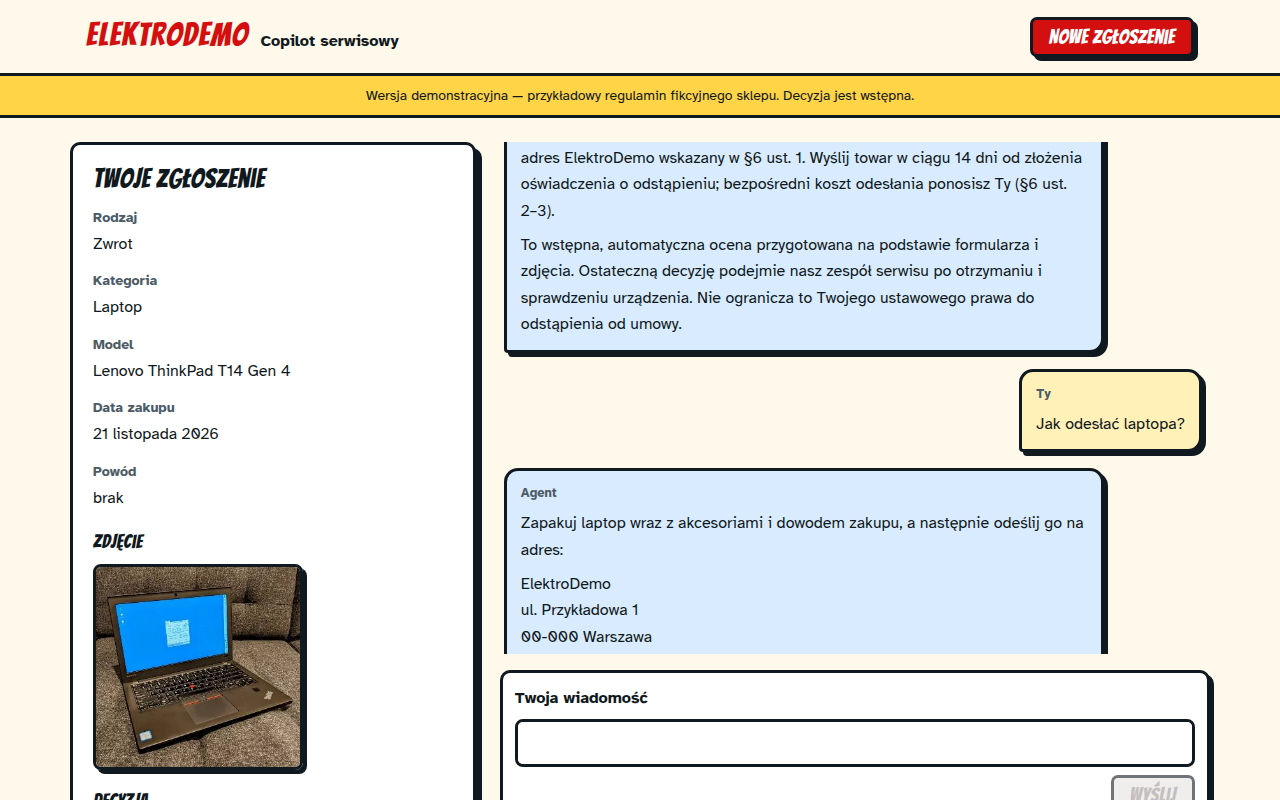 ELEKTRODEMO Copilot serwisowy
NOWE ZGŁOSZENIE
Wersja demonstracyjna — przykładowy regulamin fikcyjnego sklepu. Decyzja jest wstępna.
TWOJE ZGŁOSZENIE
Rodzaj
Zwrot
Kategoria
Laptop
Model
Lenovo ThinkPad T14 Gen 4
Data zakupu
21 listopada 2026
Powód
brak
ZDJĘCIE
DECYZJA
adres ElektroDemo wskazany w §6 ust. 1. Wyślij towar w ciągu 14 dni od złożenia
oświadczenia o odstąpieniu; bezpośredni koszt odesłania ponosisz Ty (§6 ust.
2–3).
To wstępna, automatyczna ocena przygotowana na podstawie formularza i
zdjęcia. Ostateczną decyzję podejmie nasz zespół serwisu po otrzymaniu i
sprawdzeniu urządzenia. Nie ogranicza to Twojego ustawowego prawa do
odstąpienia od umowy.
Ty
Jak odesłać laptopa?
Agent
Zapakuj laptop wraz z akcesoriami i dowodem zakupu, a następnie odeślij go na
adres:
ElektroDemo
ul. Przykładowa 1
00-000 Warszawa
Twoja wiadomość
WYŚLIJ